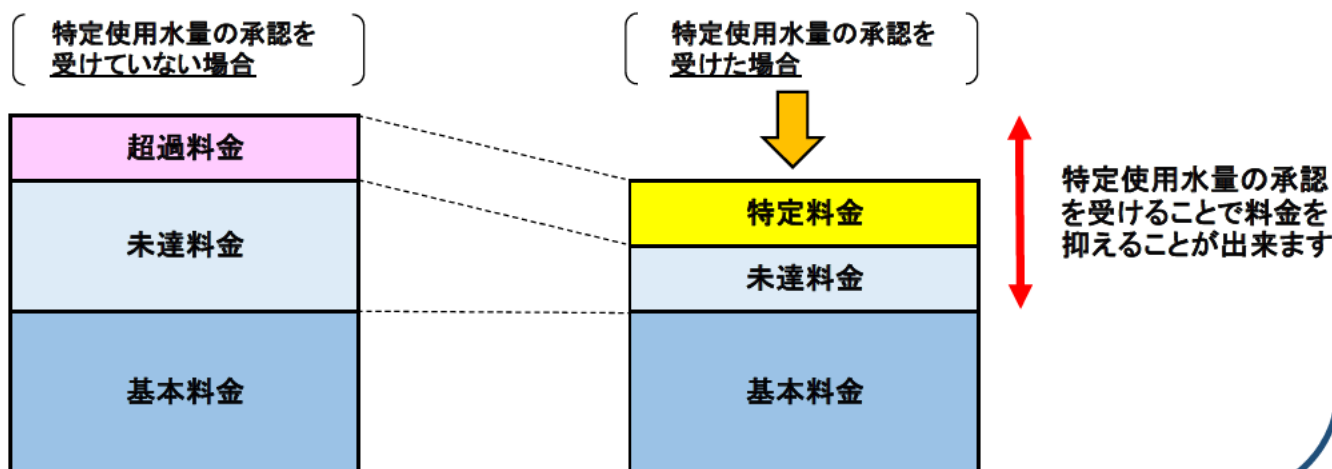 特定使用水量の承認を
受けていない場合
特定使用水量の承認を
受けた場合
超過料金
未達料金
基本料金
特定料金
未達料金
基本料金
特定使用水量の承認
を受けることで料金を
抑えることが出来ます